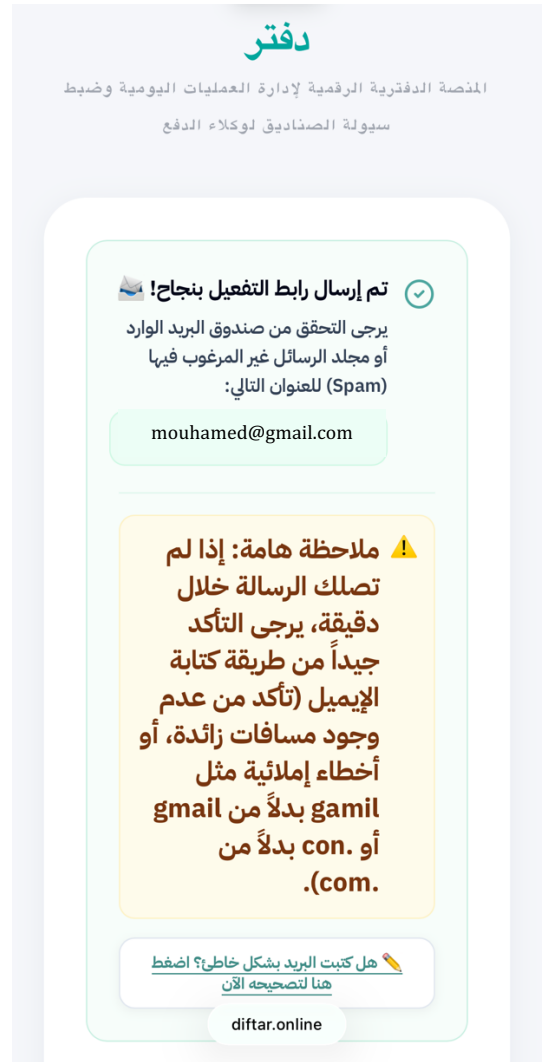 دفتر
المنصة الدفترية الرقمية لإدارة العمليات اليومية وضبط
سيولة الصناديق لوكلاء الدفع
تم إرسال رابط التفعيل بنجاح! 📨
يرجى التحقق من صندوق البريد الوارد
أو مجلد الرسائل غير المرغوب فيها
(Spam) للعنوان التالي:
mouhamed@gmail.com
⚠️ ملاحظة هامة: إذا لم
تصلك الرسالة خلال
دقيقة، يرجى التأكد
جيداً من طريقة كتابة
الإيميل (تأكد من عدم
وجود مسافات زائدة، أو
أخطاء إملائية مثل
gamil بدلاً من gmail
أو .con بدلاً من
.com).
✏️ هل كتبت البريد بشكل خاطئ؟ اضغط
هنا لتصحيحه الآن
diftar.online